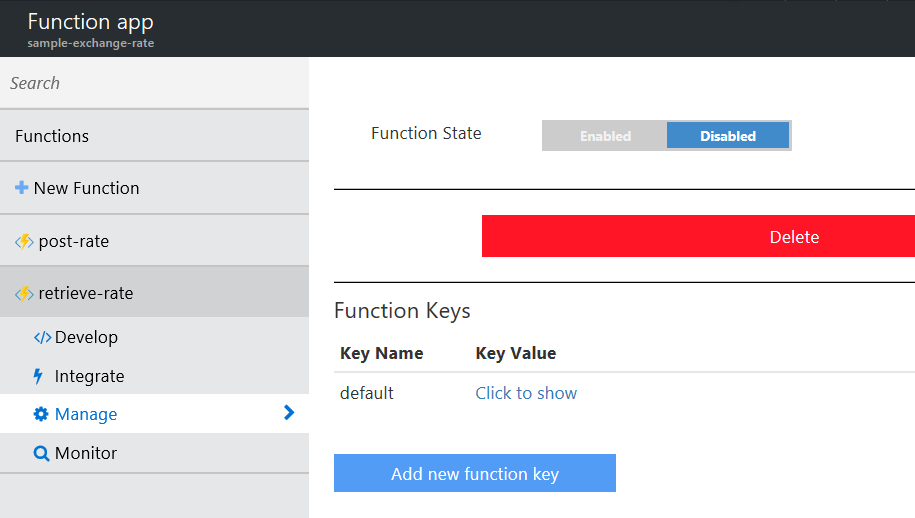 Function app
sample-exchange-rate
Search
Functions
New Function
post-rate
retrieve-rate
Develop
Integrate
Manage
Monitor
Function State
Enabled
Disabled
Delete
Function Keys
Key Name Key Value
default Click to show
Add new function key